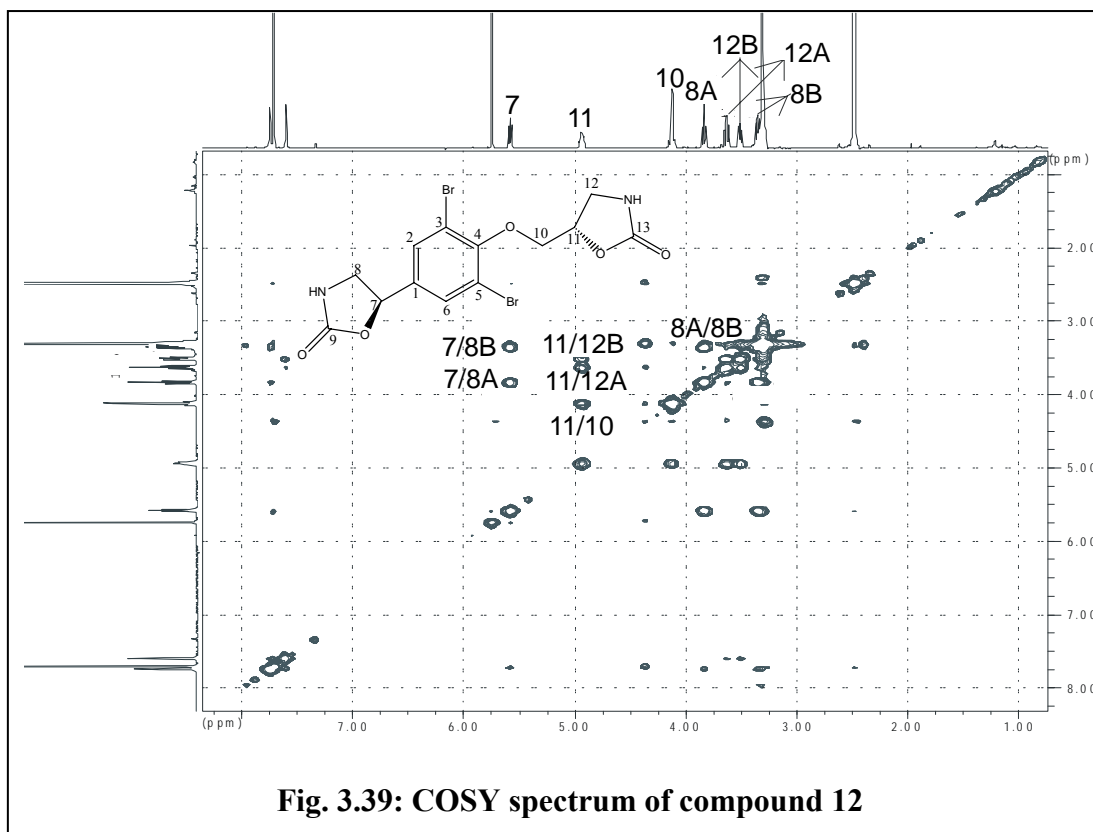 12B
12A
10
8A
8B
7
11
(ppm)
Br
12
NH
3
4
O
10
11
13
2
O
O
8
5
HN
7
1
6
Br
8A/8B
O
9
O
7/8B
11/12B
7/8A
11/12A
11/10
2.00
3.00
4.00
5.00
6.00
7.00
8.00
(ppm)
7.00
6.00
5.00
4.00
3.00
2.00
1.00
Fig. 3.39: COSY spectrum of compound 12